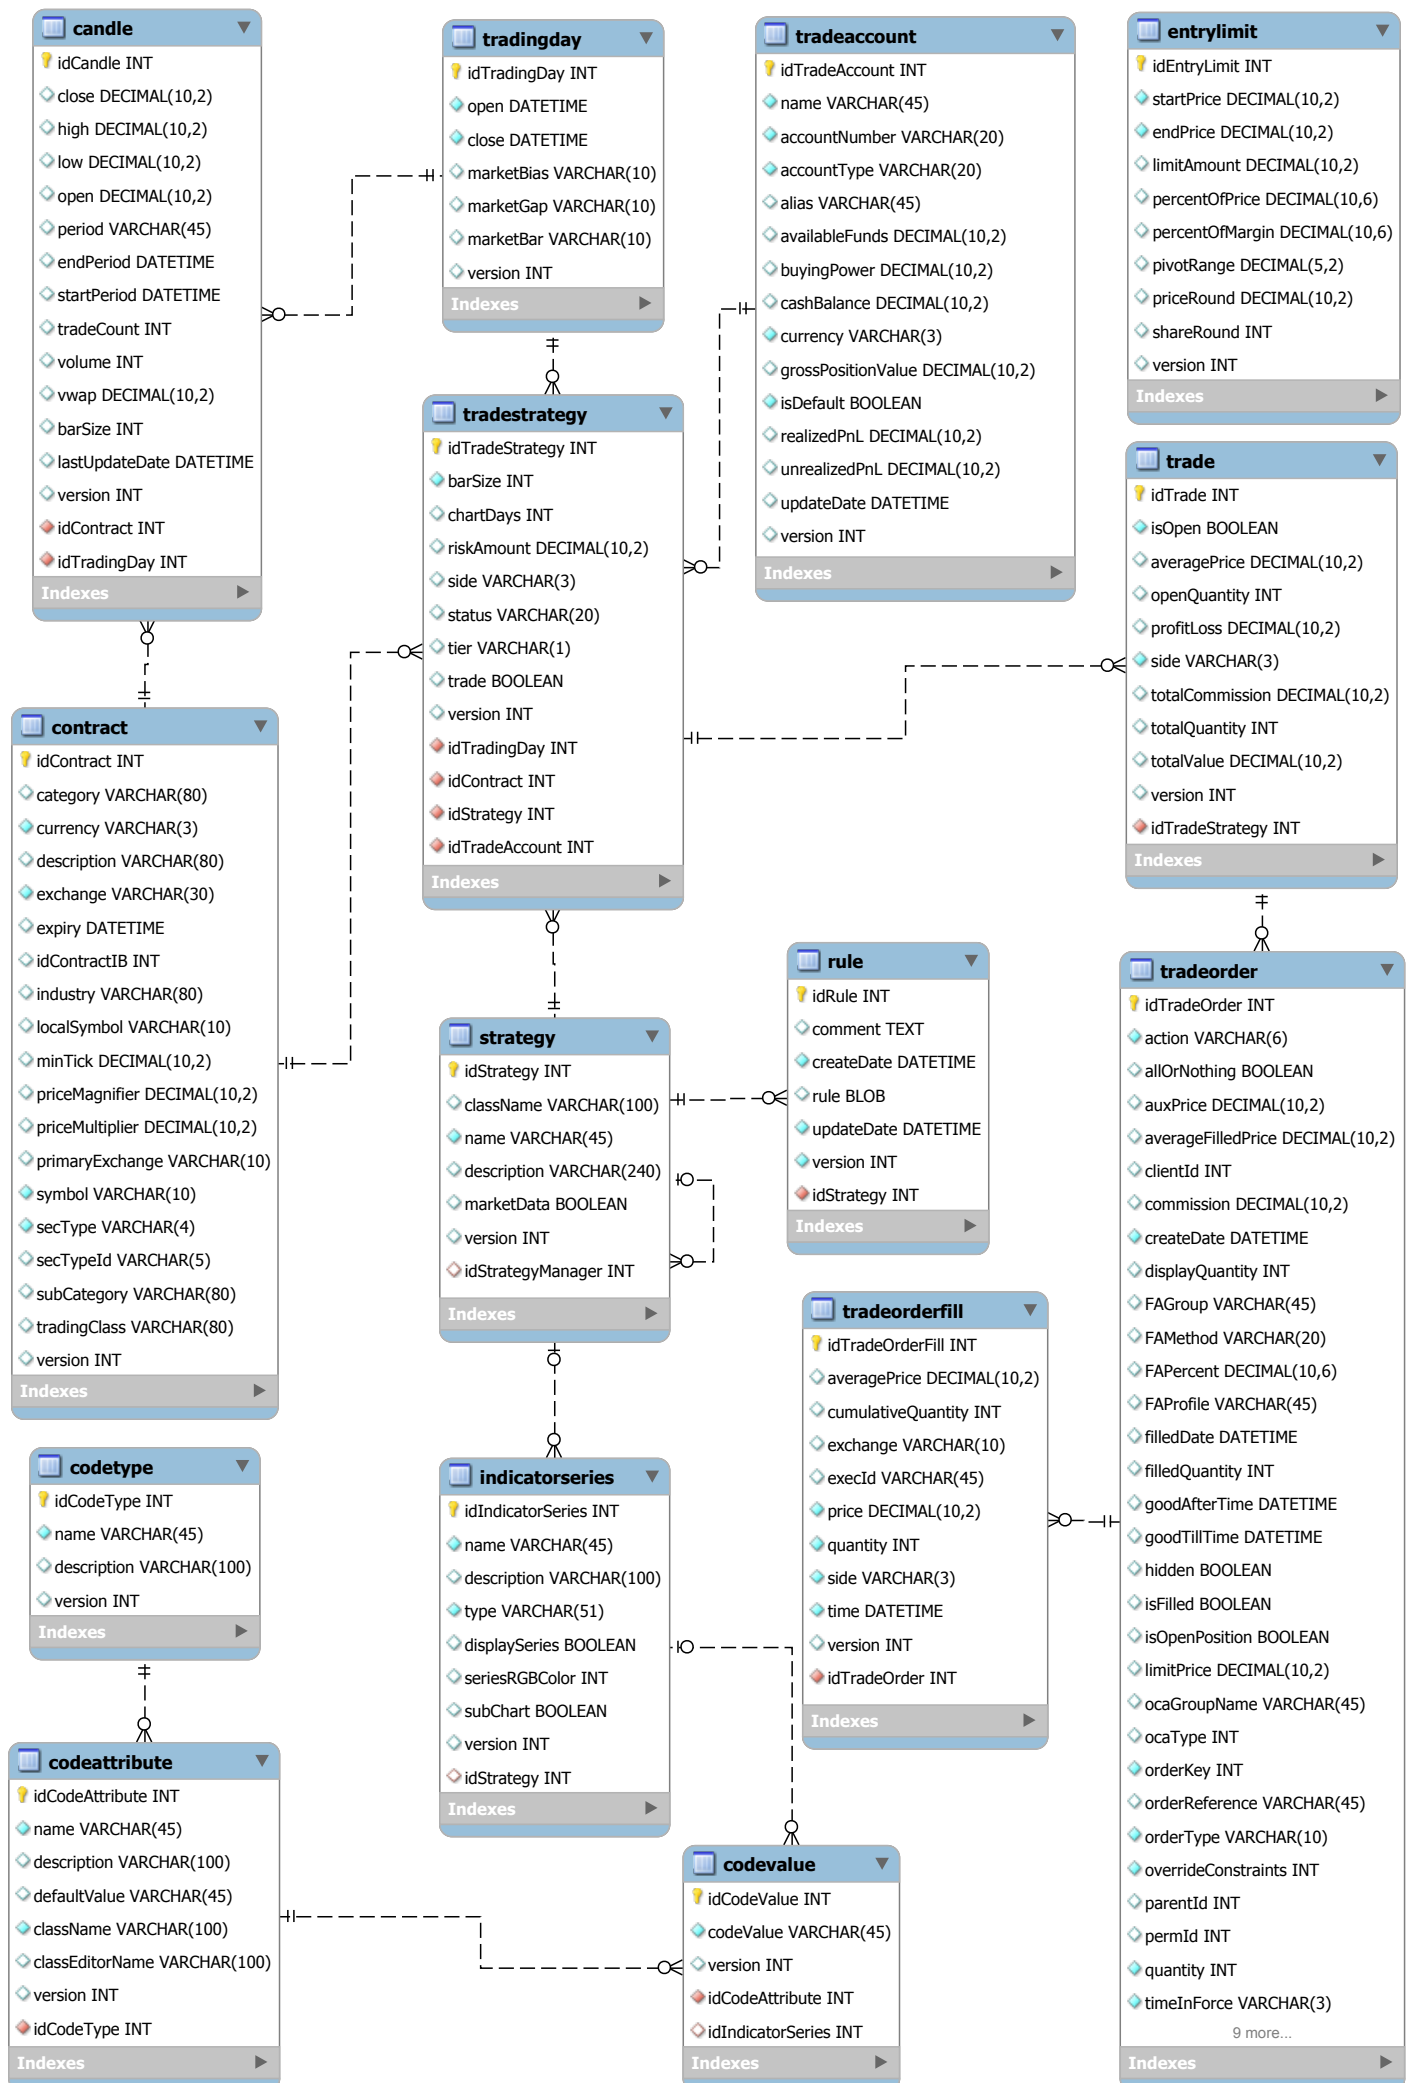 candle
idCandle INT
close DECIMAL(10,2)
high DECIMAL(10,2)
low DECIMAL(10,2)
open DECIMAL(10,2)
period VARCHAR(45)
endPeriod DATETIME
startPeriod DATETIME
tradeCount INT
volume INT
vwap DECIMAL(10,2)
barSize INT
lastUpdateDate DATETIME
version INT
idContract INT
idTradingDay INT
Indexes
tradingday
idTradingDay INT
open DATETIME
close DATETIME
marketBias VARCHAR(10)
marketGap VARCHAR(10)
marketBar VARCHAR(10)
version INT
Indexes
tradeaccount
idTradeAccount INT
name VARCHAR(45)
accountNumber VARCHAR(20)
accountType VARCHAR(20)
alias VARCHAR(45)
availableFunds DECIMAL(10,2)
buyingPower DECIMAL(10,2)
cashBalance DECIMAL(10,2)
currency VARCHAR(3)
grossPositionValue DECIMAL(10,2)
isDefault BOOLEAN
realizedPnL DECIMAL(10,2)
unrealizedPnL DECIMAL(10,2)
updateDate DATETIME
version INT
Indexes
entrylimit
idEntryLimit INT
startPrice DECIMAL(10,2)
endPrice DECIMAL(10,2)
limitAmount DECIMAL(10,2)
percentOfPrice DECIMAL(10,6)
percentOfMargin DECIMAL(10,6)
pivotRange DECIMAL(5,2)
priceRound DECIMAL(10,2)
shareRound INT
version INT
Indexes
tradestrategy
idTradeStrategy INT
barSize INT
chartDays INT
riskAmount DECIMAL(10,2)
side VARCHAR(3)
status VARCHAR(20)
tier VARCHAR(1)
trade BOOLEAN
version INT
idTradingDay INT
idContract INT
idStrategy INT
idTradeAccount INT
Indexes
trade
idTrade INT
isOpen BOOLEAN
averagePrice DECIMAL(10,2)
openQuantity INT
profitLoss DECIMAL(10,2)
side VARCHAR(3)
totalCommission DECIMAL(10,2)
totalQuantity INT
totalValue DECIMAL(10,2)
version INT
idTradeStrategy INT
Indexes
contract
idContract INT
category VARCHAR(80)
currency VARCHAR(3)
description VARCHAR(80)
exchange VARCHAR(30)
expiry DATETIME
idContractIB INT
industry VARCHAR(80)
localSymbol VARCHAR(10)
minTick DECIMAL(10,2)
priceMagnifier DECIMAL(10,2)
priceMultiplier DECIMAL(10,2)
primaryExchange VARCHAR(10)
symbol VARCHAR(10)
secType VARCHAR(4)
secTypeId VARCHAR(5)
subCategory VARCHAR(80)
tradingClass VARCHAR(80)
version INT
Indexes
strategy
idStrategy INT
className VARCHAR(100)
name VARCHAR(45)
description VARCHAR(240)
marketData BOOLEAN
version INT
idStrategyManager INT
Indexes
rule
idRule INT
comment TEXT
createDate DATETIME
rule BLOB
updateDate DATETIME
version INT
idStrategy INT
Indexes
tradeorder
idTradeOrder INT
action VARCHAR(6)
allOrNothing BOOLEAN
auxPrice DECIMAL(10,2)
averageFilledPrice DECIMAL(10,2)
clientId INT
commission DECIMAL(10,2)
createDate DATETIME
displayQuantity INT
FAGroup VARCHAR(45)
FAMethod VARCHAR(20)
FAPercent DECIMAL(10,6)
FAProfile VARCHAR(45)
filledDate DATETIME
filledQuantity INT
goodAfterTime DATETIME
goodTillTime DATETIME
hidden BOOLEAN
isFilled BOOLEAN
isOpenPosition BOOLEAN
limitPrice DECIMAL(10,2)
ocaGroupName VARCHAR(45)
ocaType INT
orderKey INT
orderReference VARCHAR(45)
orderType VARCHAR(10)
overrideConstraints INT
parentId INT
permId INT
quantity INT
timeInForce VARCHAR(3)
9 more...
Indexes
tradeorderfill
idTradeOrderFill INT
averagePrice DECIMAL(10,2)
cumulativeQuantity INT
exchange VARCHAR(10)
execId VARCHAR(45)
price DECIMAL(10,2)
quantity INT
side VARCHAR(3)
time DATETIME
version INT
idTradeOrder INT
Indexes
codetype
idCodeType INT
name VARCHAR(45)
description VARCHAR(100)
version INT
Indexes
indicatorseries
idIndicatorSeries INT
name VARCHAR(45)
description VARCHAR(100)
type VARCHAR(51)
displaySeries BOOLEAN
seriesRGBColor INT
subChart BOOLEAN
version INT
idStrategy INT
Indexes
codeattribute
idCodeAttribute INT
name VARCHAR(45)
description VARCHAR(100)
defaultValue VARCHAR(45)
className VARCHAR(100)
classEditorName VARCHAR(100)
version INT
idCodeType INT
Indexes
codevalue
idCodeValue INT
codeValue VARCHAR(45)
version INT
idCodeAttribute INT
idIndicatorSeries INT
Indexes